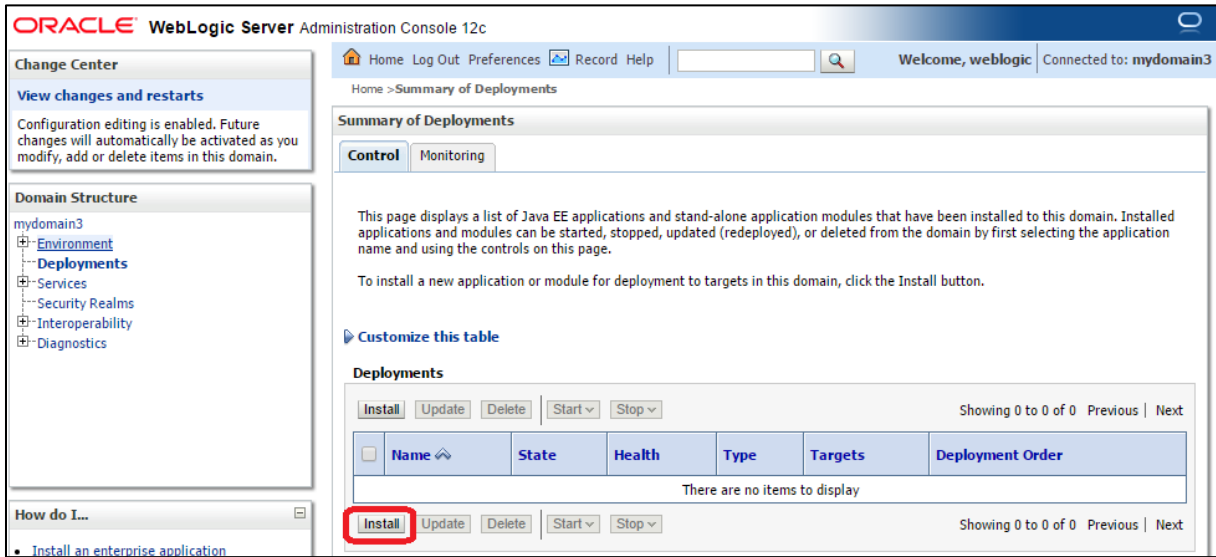 ORACLE WebLogic Server Administration Console 12c
Change Center
View changes and restarts
Configuration editing is enabled. Future
changes will automatically be activated as you
modify, add or delete items in this domain.
Domain Structure
mydomain3
Environment
Deployments
Services
Security Realms
Interoperability
Diagnostics
How do I...
Install an enterprise application
Home Log Out Preferences Record Help
Welcome, weblogic Connected to: mydomain3
Home >Summary of Deployments
Summary of Deployments
Control Monitoring
This page displays a list of Java EE applications and stand-alone application modules that have been installed to this domain. Installed
applications and modules can be started, stopped, updated (redeployed), or deleted from the domain by first selecting the application
name and using the controls on this page.
To install a new application or module for deployment to targets in this domain, click the Install button.
Customize this table
Deployments
Install Update Delete Start Stop Showing 0 to 0 of 0 Previous | Next
Name State Health Type Targets Deployment Order
There are no items to display
Install Update Delete Start Stop Showing 0 to 0 of 0 Previous | Next